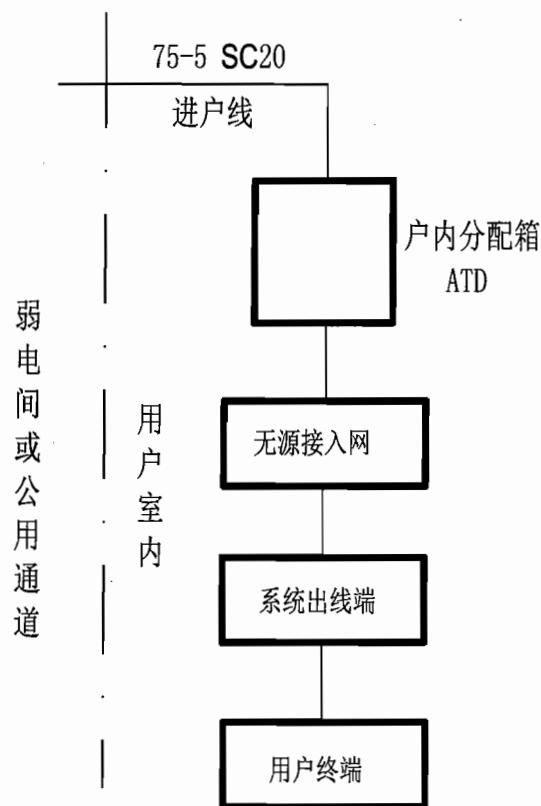 75-5 SC20
进户线
户内分配箱
ATD
弱电间或公用通道
用户室内
无源接入网
系统出线端
用户终端